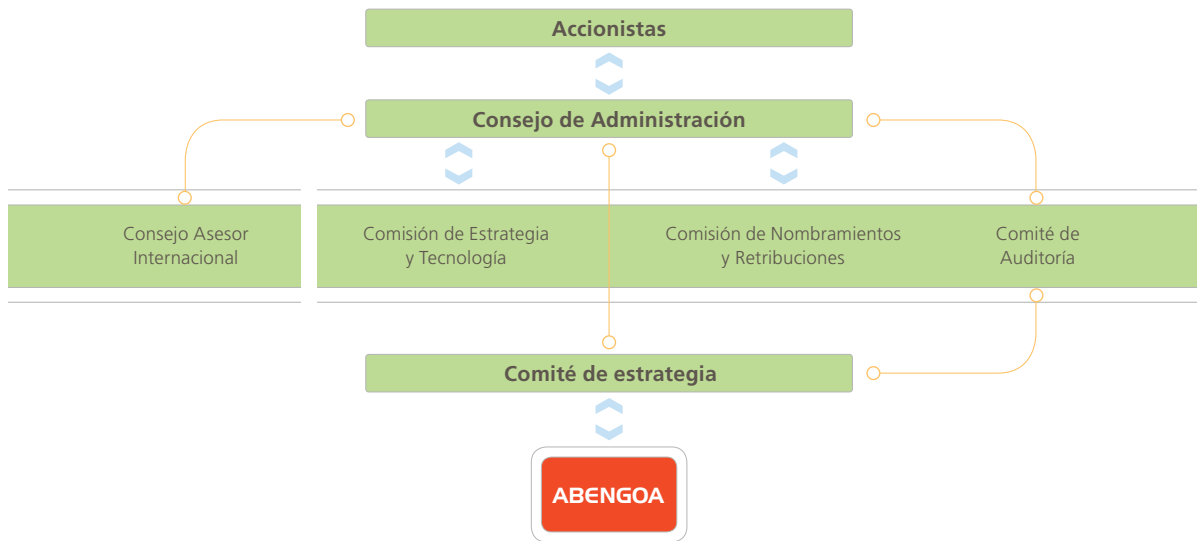 Accionistas
Consejo de Administración
Consejo Asesor
Internacional
Comisión de Estrategia
y Tecnología
Comisión de Nombramientos
y Retribuciones
Comité de
Auditoría
Comité de estrategia
ABENGOA